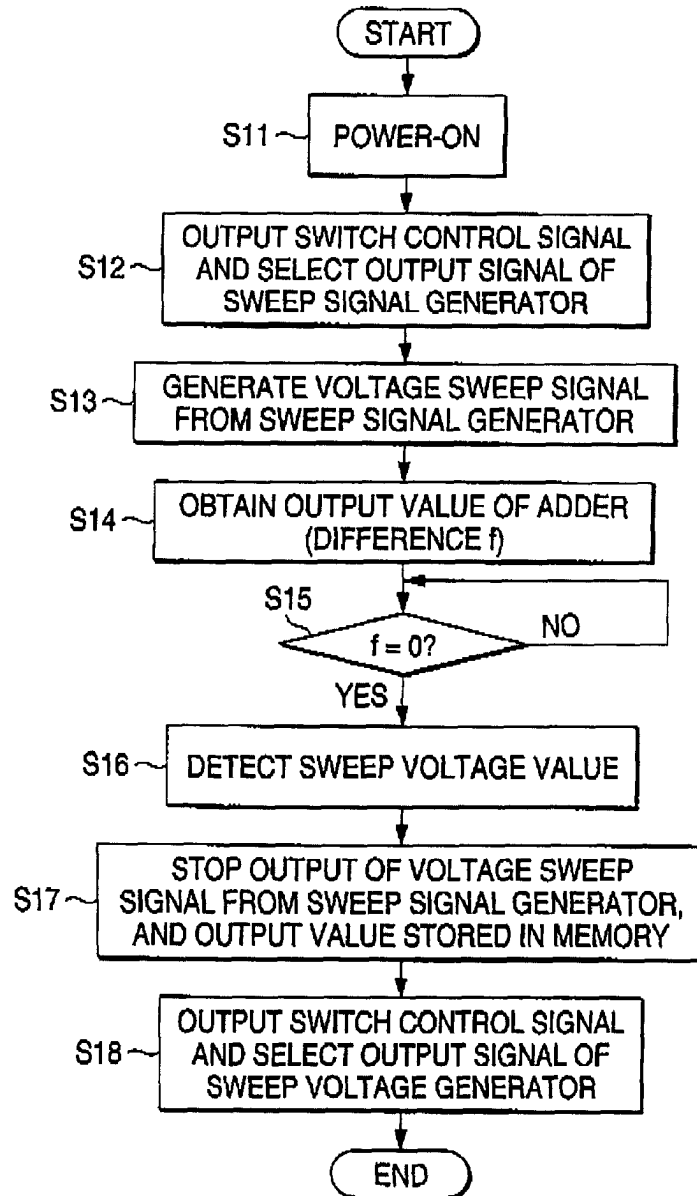 START
S11
POWER-ON
S12
OUTPUT SWITCH CONTROL SIGNAL
AND SELECT OUTPUT SIGNAL OF
SWEEP SIGNAL GENERATOR
S13
GENERATE VOLTAGE SWEEP SIGNAL
FROM SWEEP SIGNAL GENERATOR
S14
OBTAIN OUTPUT VALUE OF ADDER
(DIFFERENCE f)
S15
f = 0?
NO
YES
S16
DETECT SWEEP VOLTAGE VALUE
S17
STOP OUTPUT OF VOLTAGE SWEEP
SIGNAL FROM SWEEP SIGNAL GENERATOR,
AND OUTPUT VALUE STORED IN MEMORY
S18
OUTPUT SWITCH CONTROL SIGNAL
AND SELECT OUTPUT SIGNAL OF
SWEEP VOLTAGE GENERATOR
END